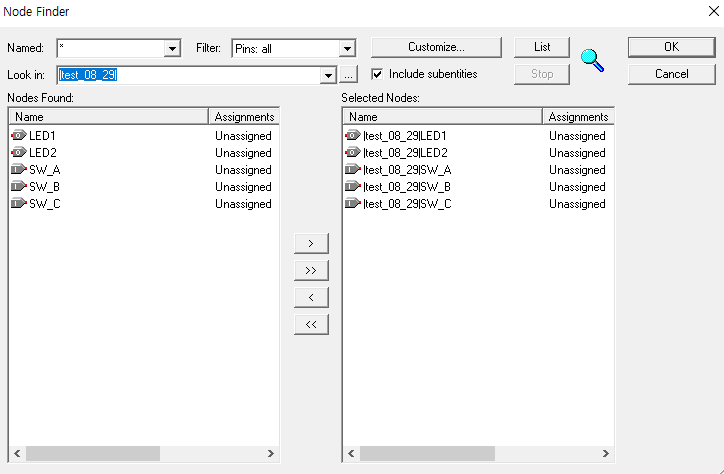 Node Finder
Named: * Filter: Pins: all Customize... List OK
Look in: |test_08_29| ... Include subentities Stop Cancel
Nodes Found: Selected Nodes:
Name Assignments Name Assignments
LED1 Unassigned |test_08_29|LED1 Unassigned
LED2 Unassigned |test_08_29|LED2 Unassigned
SW_A Unassigned |test_08_29|SW_A Unassigned
SW_B Unassigned |test_08_29|SW_B Unassigned
SW_C Unassigned |test_08_29|SW_C Unassigned
>
>>
<
<<